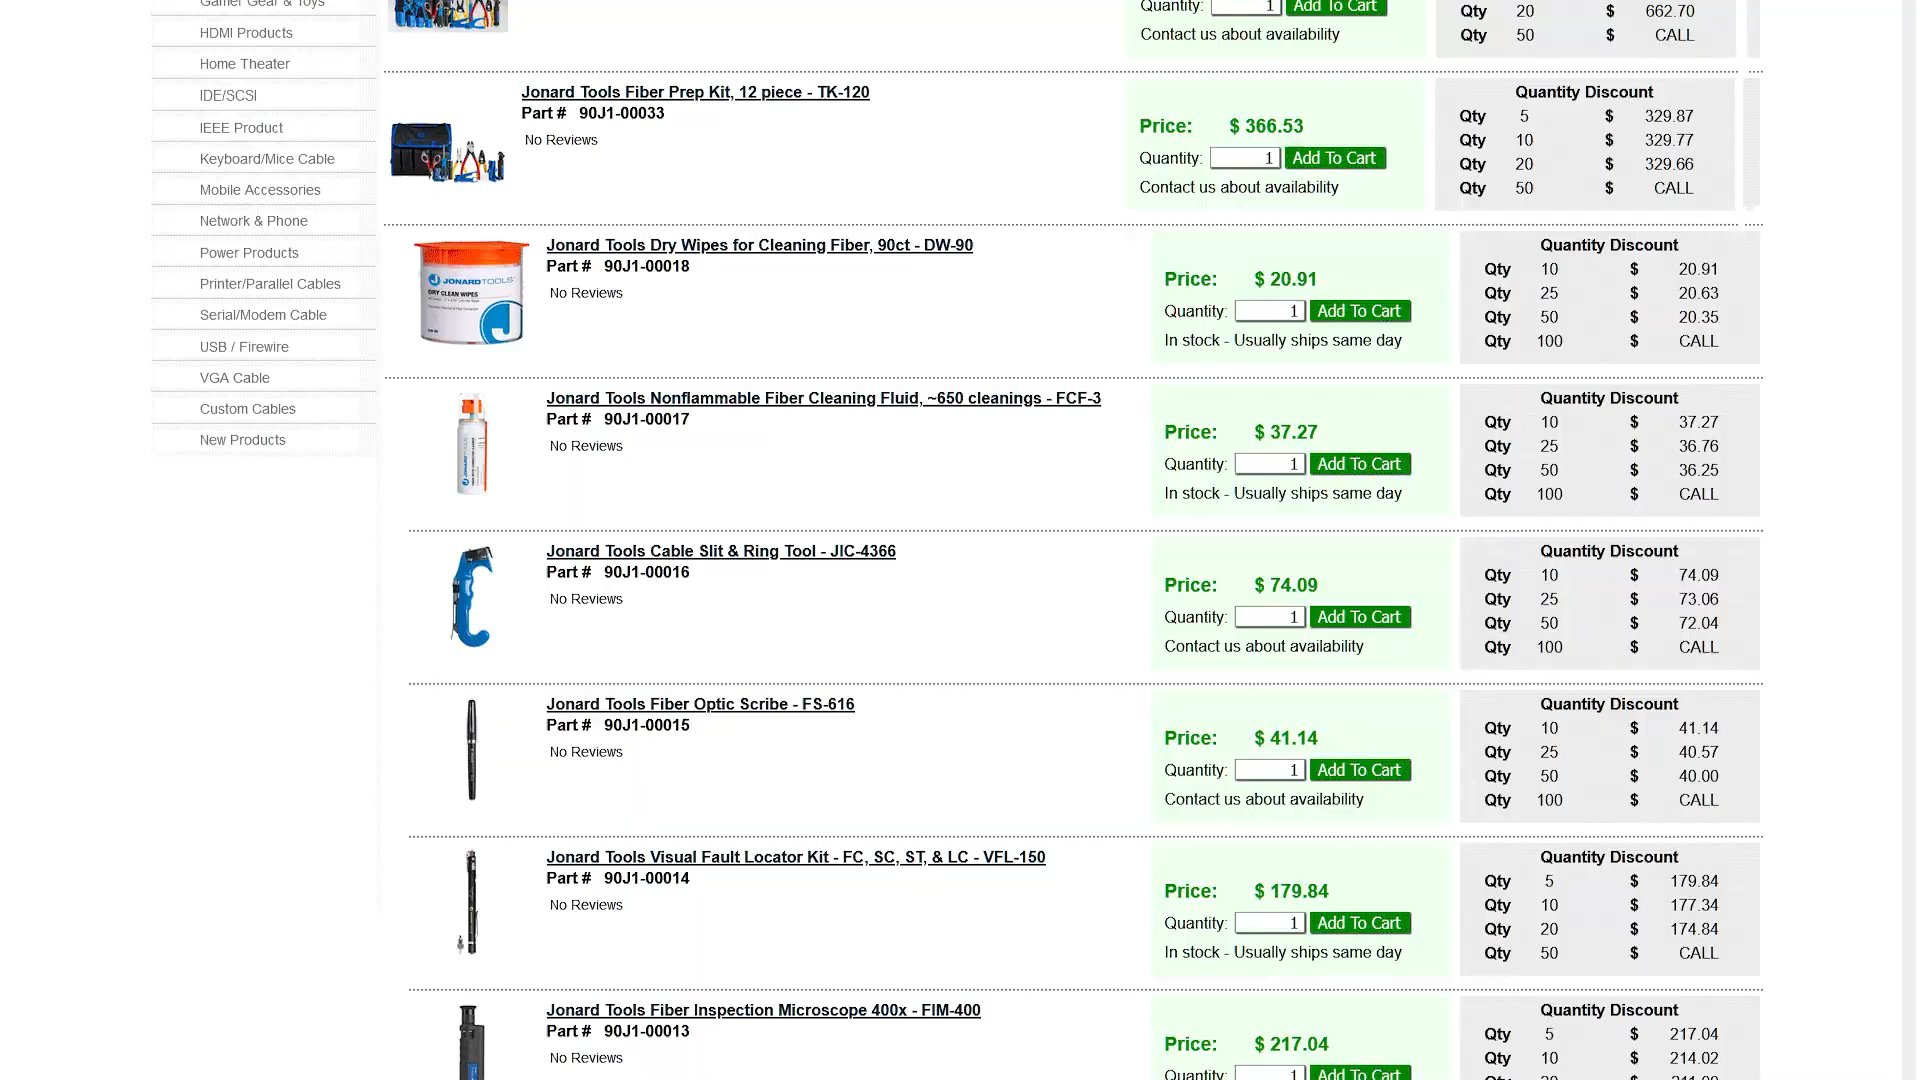 Gamer Gear & Toys
HDMI Products
Home Theater
IDE/SCSI
IEEE Product
Keyboard/Mice Cable
Mobile Accessories
Network & Phone
Power Products
Printer/Parallel Cables
Serial/Modem Cable
USB / Firewire
VGA Cable
Custom Cables
New Products
Quantity: 1 Add To Cart
Contact us about availability
Qty 20 $ 662.70
Qty 50 $ CALL
Jonard Tools Fiber Prep Kit, 12 piece - TK-120
Part # 90J1-00033
No Reviews
Price: $ 366.53
Quantity: 1 Add To Cart
Contact us about availability
Quantity Discount
Qty 5 $ 329.87
Qty 10 $ 329.77
Qty 20 $ 329.66
Qty 50 $ CALL
JONARD TOOLS
DRY CLEAN WIPES
Jonard Tools Dry Wipes for Cleaning Fiber, 90ct - DW-90
Part # 90J1-00018
No Reviews
Price: $ 20.91
Quantity: 1 Add To Cart
In stock - Usually ships same day
Quantity Discount
Qty 10 $ 20.91
Qty 25 $ 20.63
Qty 50 $ 20.35
Qty 100 $ CALL
Jonard Tools Nonflammable Fiber Cleaning Fluid, ~650 cleanings - FCF-3
Part # 90J1-00017
No Reviews
Price: $ 37.27
Quantity: 1 Add To Cart
In stock - Usually ships same day
Quantity Discount
Qty 10 $ 37.27
Qty 25 $ 36.76
Qty 50 $ 36.25
Qty 100 $ CALL
Jonard Tools Cable Slit & Ring Tool - JIC-4366
Part # 90J1-00016
No Reviews
Price: $ 74.09
Quantity: 1 Add To Cart
Contact us about availability
Quantity Discount
Qty 10 $ 74.09
Qty 25 $ 73.06
Qty 50 $ 72.04
Qty 100 $ CALL
Jonard Tools Fiber Optic Scribe - FS-616
Part # 90J1-00015
No Reviews
Price: $ 41.14
Quantity: 1 Add To Cart
Contact us about availability
Quantity Discount
Qty 10 $ 41.14
Qty 25 $ 40.57
Qty 50 $ 40.00
Qty 100 $ CALL
Jonard Tools Visual Fault Locator Kit - FC, SC, ST, & LC - VFL-150
Part # 90J1-00014
No Reviews
Price: $ 179.84
Quantity: 1 Add To Cart
In stock - Usually ships same day
Quantity Discount
Qty 5 $ 179.84
Qty 10 $ 177.34
Qty 20 $ 174.84
Qty 50 $ CALL
Jonard Tools Fiber Inspection Microscope 400x - FIM-400
Part # 90J1-00013
No Reviews
Price: $ 217.04
Quantity: 1 Add To Cart
Quantity Discount
Qty 5 $ 217.04
Qty 10 $ 214.02